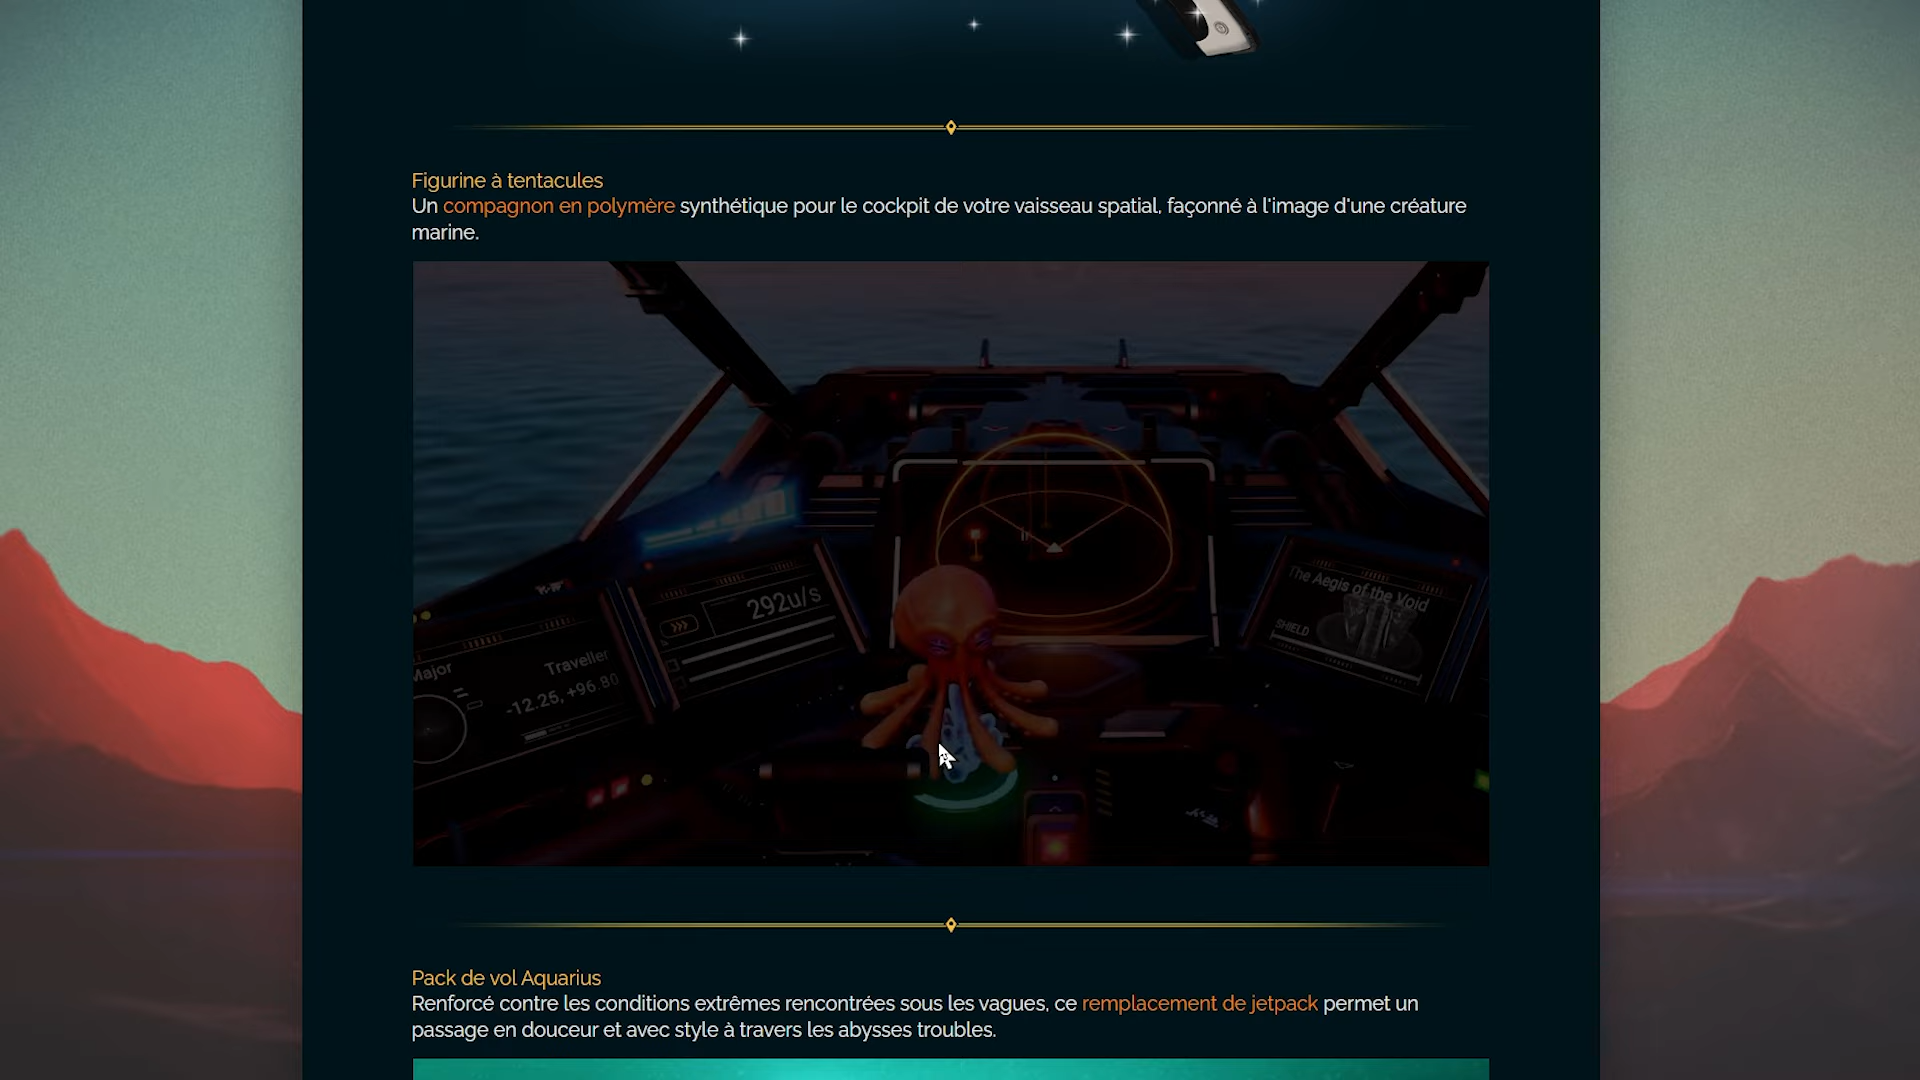 Figurine à tentacules
Un compagnon en polymère synthétique pour le cockpit de votre vaisseau spatial, façonné à l'image d'une créature
marine.
The Aegis of the Void
292u/s
SHIELD
Major
Traveller
-12.25, +96.80
Pack de vol Aquarius
Renforcé contre les conditions extrêmes rencontrées sous les vagues, ce remplacement de jetpack permet un
passage en douceur et avec style à travers les abysses troubles.